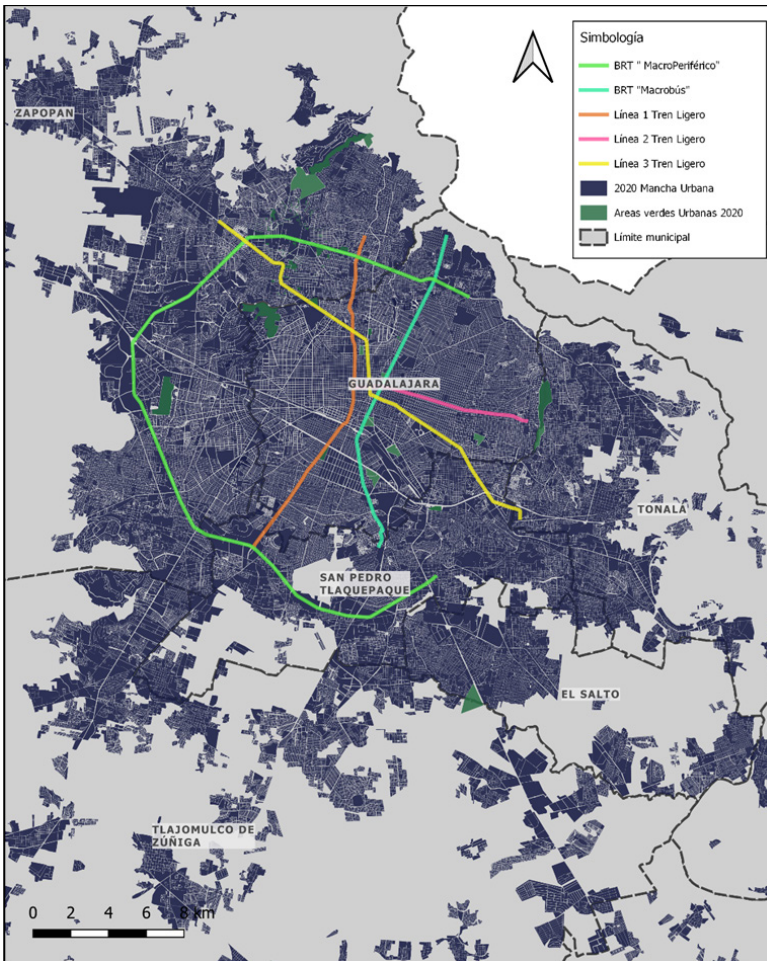 Simbología
BRT " MacroPeriférico"
BRT "Macrobús"
Línea 1 Tren Ligero
Línea 2 Tren Ligero
Línea 3 Tren Ligero
2020 Mancha Urbana
Areas verdes Urbanas 2020
Límite municipal
ZAPOPAN
GUADALAJARA
TONALÁ
SAN PEDRO
TLAQUEPAQUE
EL SALTO
TLAJOMULCO DE
ZÚÑIGA
0 2 4 6 8 km